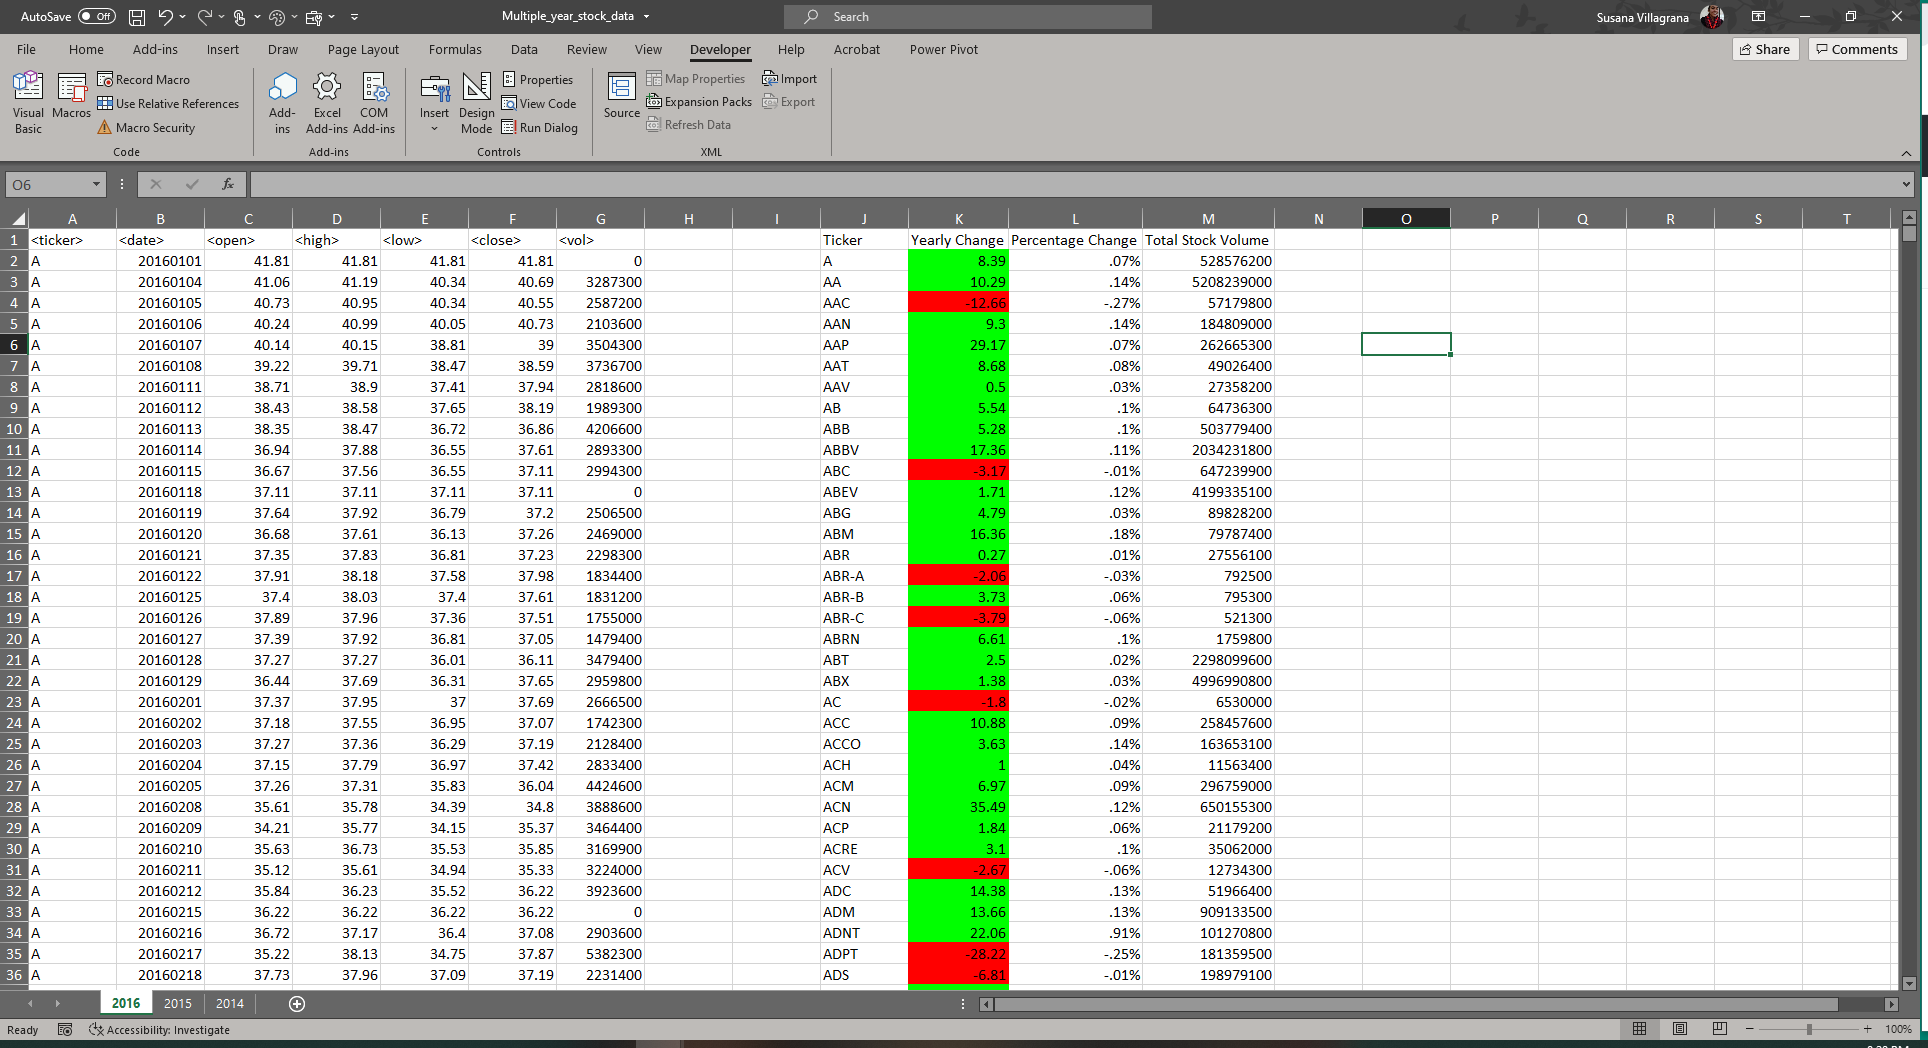 AutoSave Off Multiple_year_stock_data Search Susana Villagrana
File Home Add-ins Insert Draw Page Layout Formulas Data Review View Developer Help Acrobat Power Pivot Share Comments
Visual Basic Macros Record Macro Use Relative References Macro Security
Add-ins Excel Add-ins COM Add-ins
Insert Design Mode Properties View Code Run Dialog
Source Map Properties Expansion Packs Refresh Data Import Export
Code Add-ins Controls XML
O6 fx
A B C D E F G H I J K L M N O P Q R S T
1 <ticker> <date> <open> <high> <low> <close> <vol> Ticker Yearly Change Percentage Change Total Stock Volume
2 A 20160101 41.81 41.81 41.81 41.81 0 A 8.39 .07% 528576200
3 A 20160104 41.06 41.19 40.34 40.69 3287300 AA 10.29 .14% 5208239000
4 A 20160105 40.73 40.95 40.34 40.55 2587200 AAC -12.66 -.27% 57179800
5 A 20160106 40.24 40.99 40.05 40.73 2103600 AAN 9.3 .14% 184809000
6 A 20160107 40.14 40.15 38.81 39 3504300 AAP 29.17 .07% 262665300
7 A 20160108 39.22 39.71 38.47 38.59 3736700 AAT 8.68 .08% 49026400
8 A 20160111 38.71 38.9 37.41 37.94 2818600 AAV 0.5 .03% 27358200
9 A 20160112 38.43 38.58 37.65 38.19 1989300 AB 5.54 .1% 64736300
10 A 20160113 38.35 38.47 36.72 36.86 4206600 ABB 5.28 .1% 503779400
11 A 20160114 36.94 37.88 36.55 37.61 2893300 ABBV 17.36 .11% 2034231800
12 A 20160115 36.67 37.56 36.55 37.11 2994300 ABC -3.17 -.01% 647239900
13 A 20160118 37.11 37.11 37.11 37.11 0 ABEV 1.71 .12% 4199335100
14 A 20160119 37.64 37.92 36.79 37.2 2506500 ABG 4.79 .03% 89828200
15 A 20160120 36.68 37.61 36.13 37.26 2469000 ABM 16.36 .18% 79787400
16 A 20160121 37.35 37.83 36.81 37.23 2298300 ABR 0.27 .01% 27556100
17 A 20160122 37.91 38.18 37.58 37.98 1834400 ABR-A -2.06 -.03% 792500
18 A 20160125 37.4 38.03 37.4 37.61 1831200 ABR-B 3.73 .06% 795300
19 A 20160126 37.89 37.96 37.36 37.51 1755000 ABR-C -3.79 -.06% 521300
20 A 20160127 37.39 37.92 36.81 37.05 1479400 ABRN 6.61 .1% 1759800
21 A 20160128 37.27 37.27 36.01 36.11 3479400 ABT 2.5 .02% 2298099600
22 A 20160129 36.44 37.69 36.31 37.65 2959800 ABX 1.38 .03% 4996990800
23 A 20160201 37.37 37.95 37 37.69 2666500 AC -1.8 -.02% 6530000
24 A 20160202 37.18 37.55 36.95 37.07 1742300 ACC 10.88 .09% 258457600
25 A 20160203 37.27 37.36 36.29 37.19 2128400 ACCO 3.63 .14% 163653100
26 A 20160204 37.15 37.79 36.97 37.42 2833400 ACH 1 .04% 11563400
27 A 20160205 37.26 37.31 35.83 36.04 4424600 ACM 6.97 .09% 296759000
28 A 20160208 35.61 35.78 34.39 34.8 3888600 ACN 35.49 .12% 650155300
29 A 20160209 34.21 35.77 34.15 35.37 3464400 ACP 1.84 .06% 21179200
30 A 20160210 35.63 36.73 35.53 35.85 3169900 ACRE 3.1 .1% 35062000
31 A 20160211 35.12 35.61 34.94 35.33 3224000 ACV -2.67 -.06% 12734300
32 A 20160212 35.84 36.23 35.52 36.22 3923600 ADC 14.38 .13% 51966400
33 A 20160215 36.22 36.22 36.22 36.22 0 ADM 13.66 .13% 909133500
34 A 20160216 36.72 37.17 36.4 37.08 2903600 ADNT 22.06 .91% 101270800
35 A 20160217 35.22 38.13 34.75 37.87 5382300 ADPT -28.22 -.25% 181359500
36 A 20160218 37.73 37.96 37.09 37.19 2231400 ADS -6.81 -.01% 198979100
2016 2015 2014
Ready Accessibility: Investigate 100%